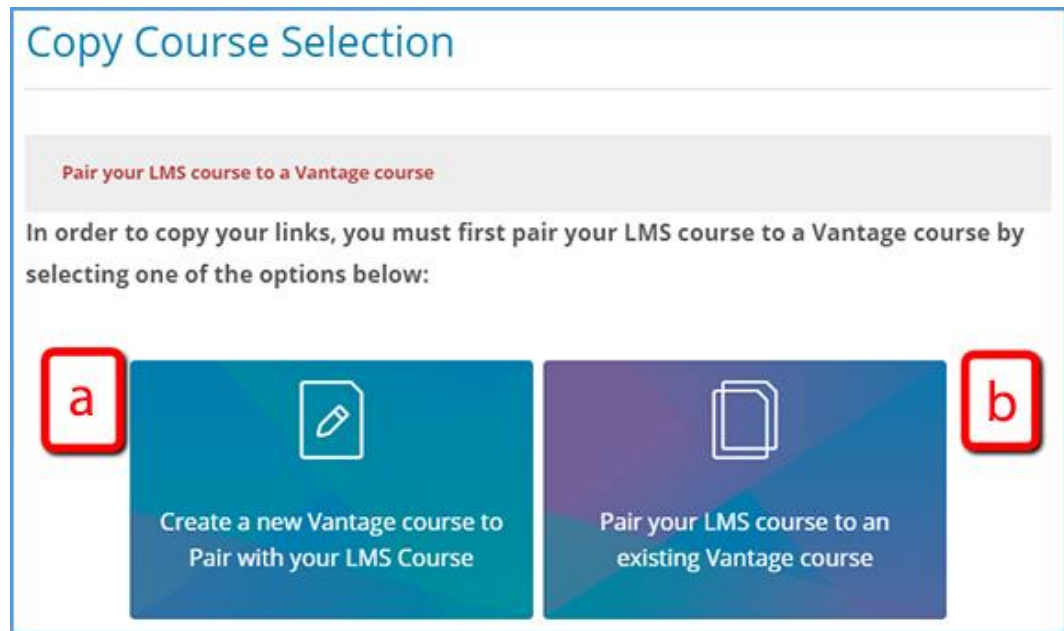 Copy Course Selection
Pair your LMS course to a Vantage course
In order to copy your links, you must first pair your LMS course to a Vantage course by
selecting one of the options below:
a
b
Create a new Vantage course to
Pair with your LMS Course
Pair your LMS course to an
existing Vantage course